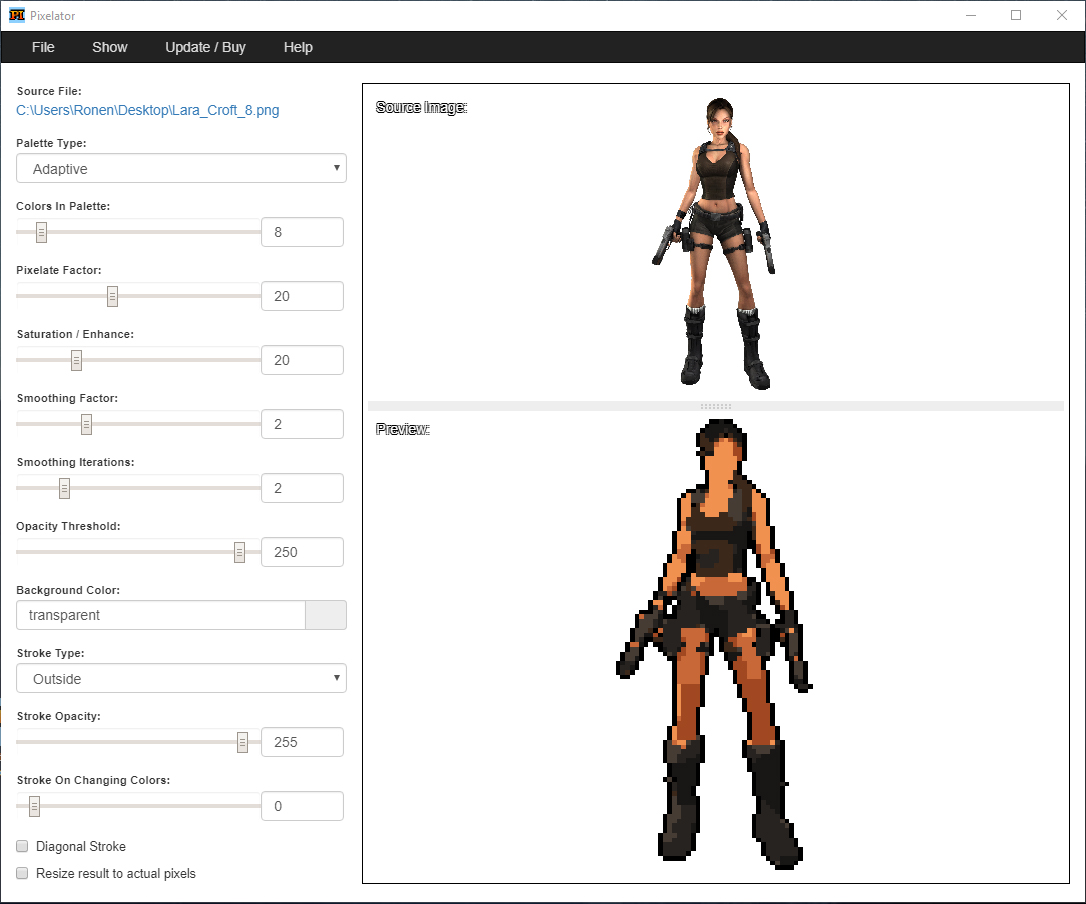 Pixelator
File Show Update / Buy Help
Source File:
C:\Users\Ronen\Desktop\Lara_Croft_8.png
Palette Type:
Adaptive
Colors In Palette:
8
Pixelate Factor:
20
Saturation / Enhance:
20
Smoothing Factor:
2
Smoothing Iterations:
2
Opacity Threshold:
250
Background Color:
transparent
Stroke Type:
Outside
Stroke Opacity:
255
Stroke On Changing Colors:
0
Diagonal Stroke
Resize result to actual pixels
Source Image:
Preview: